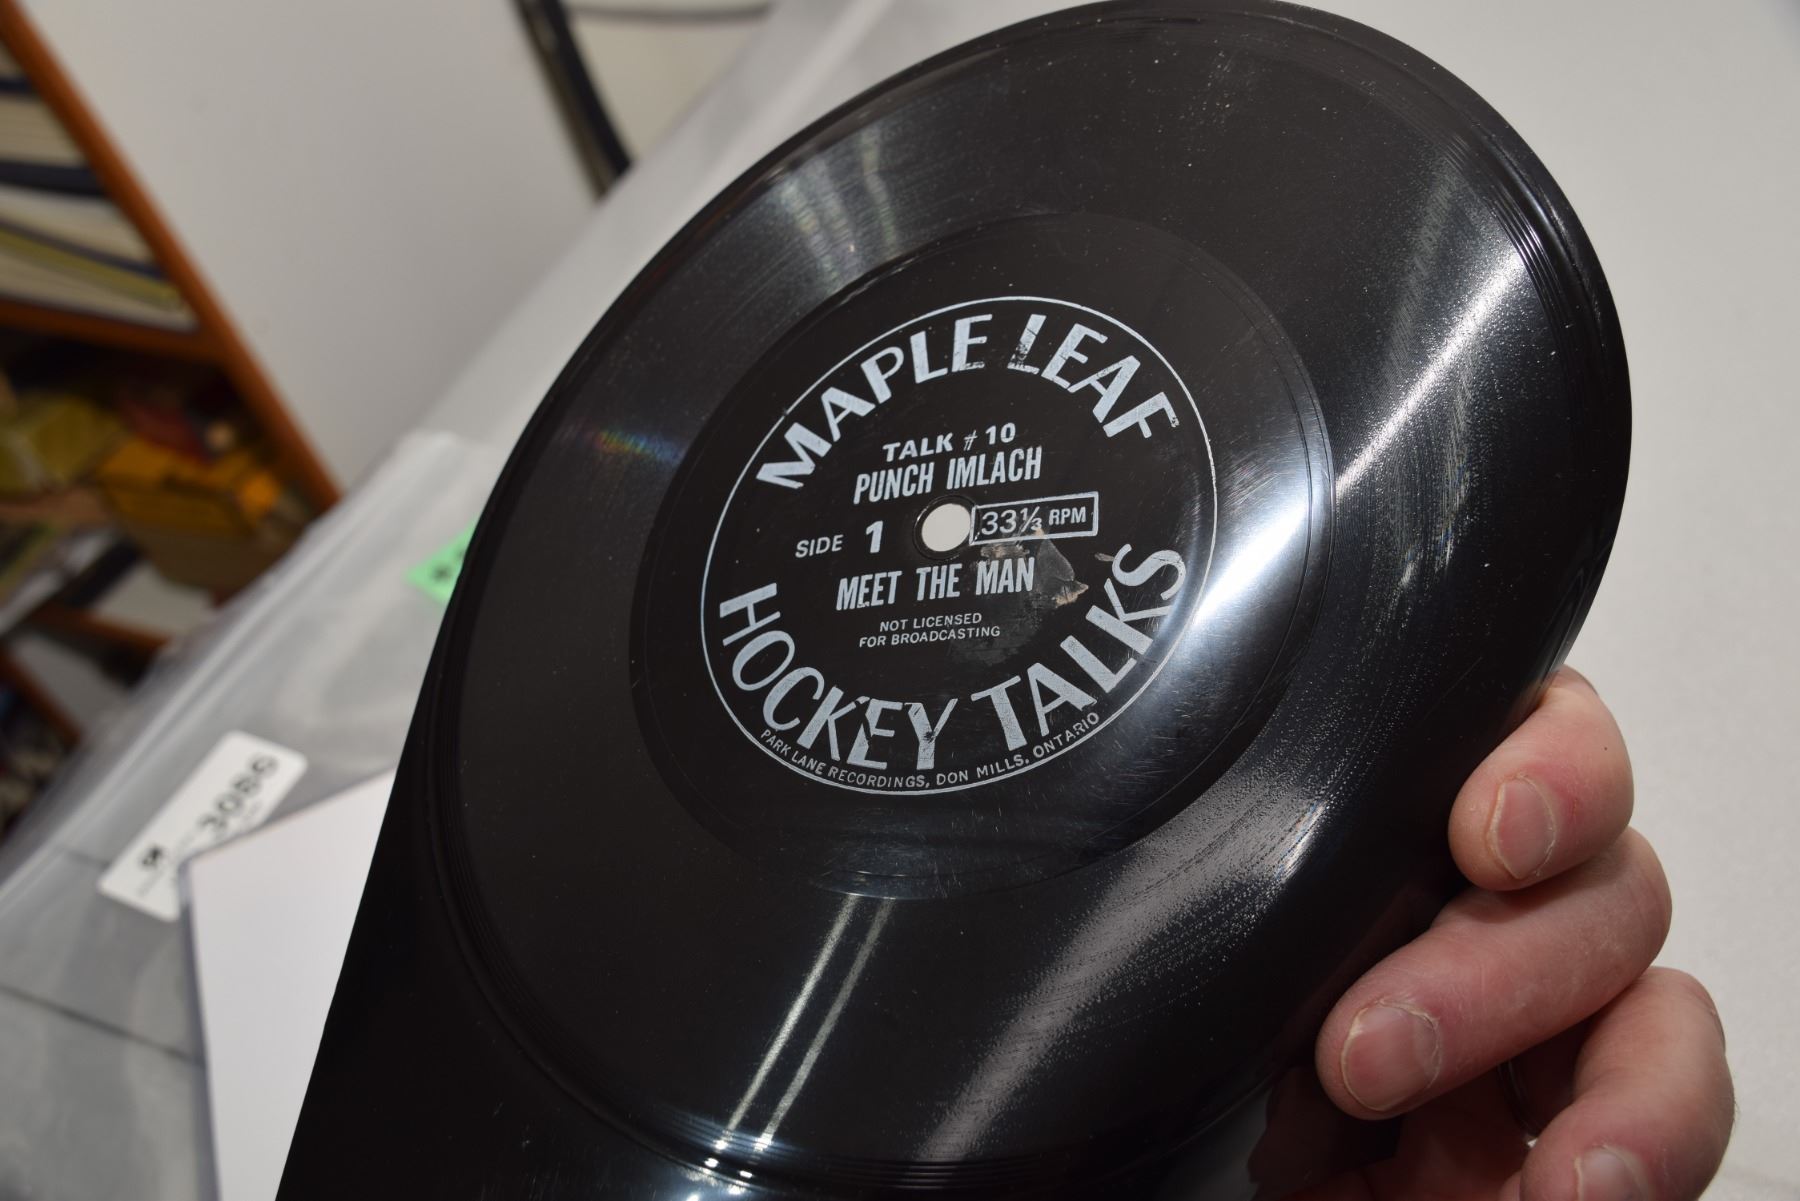 MAPLE LEAF
TALK # 10
PUNCH IMLACH
SIDE 1
33⅓ RPM
MEET THE MAN
NOT LICENSED
FOR BROADCASTING
HOCKEY TALKS
PARK LANE RECORDINGS, DON MILLS, ONTARIO
3086